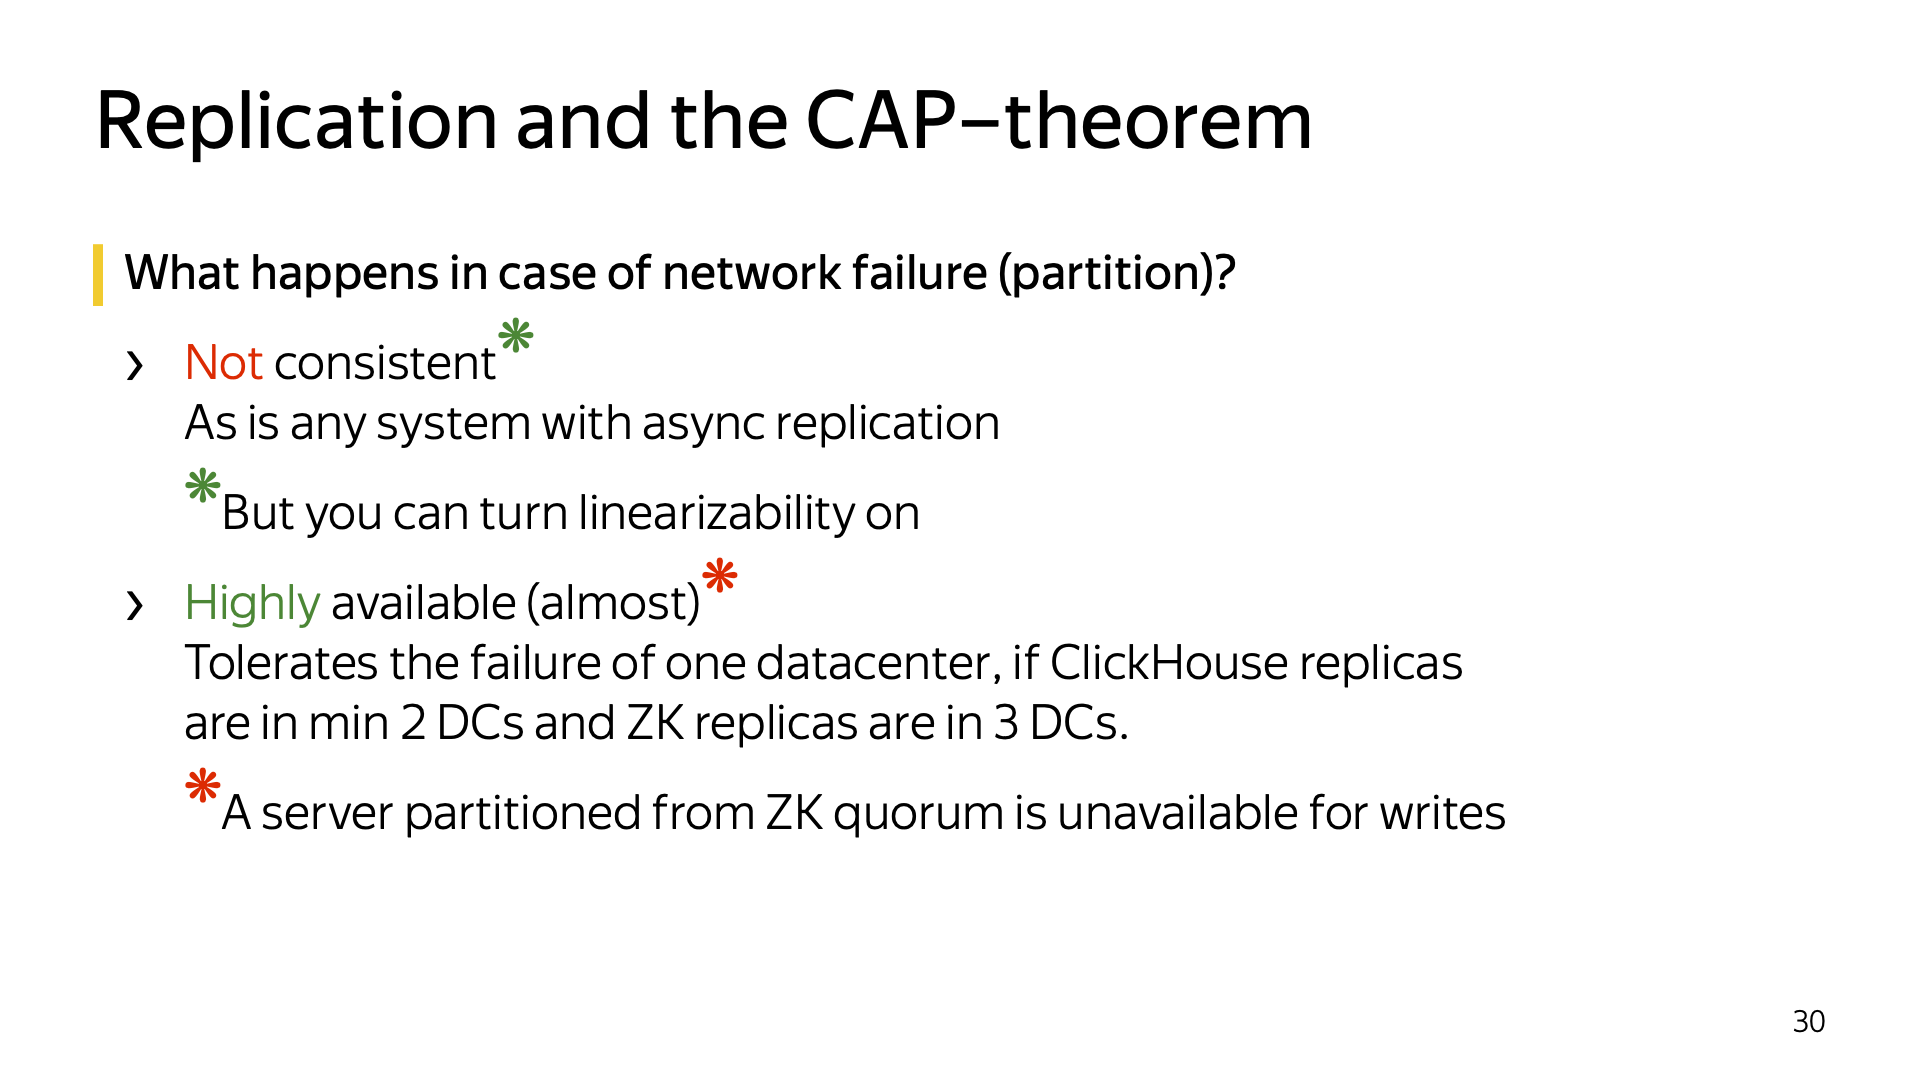 Replication and the CAP–theorem
What happens in case of network failure (partition)?
› Not consistent❋
As is any system with async replication
❋But you can turn linearizability on
› Highly available (almost)❋
Tolerates the failure of one datacenter, if ClickHouse replicas
are in min 2 DCs and ZK replicas are in 3 DCs.
❋A server partitioned from ZK quorum is unavailable for writes
30